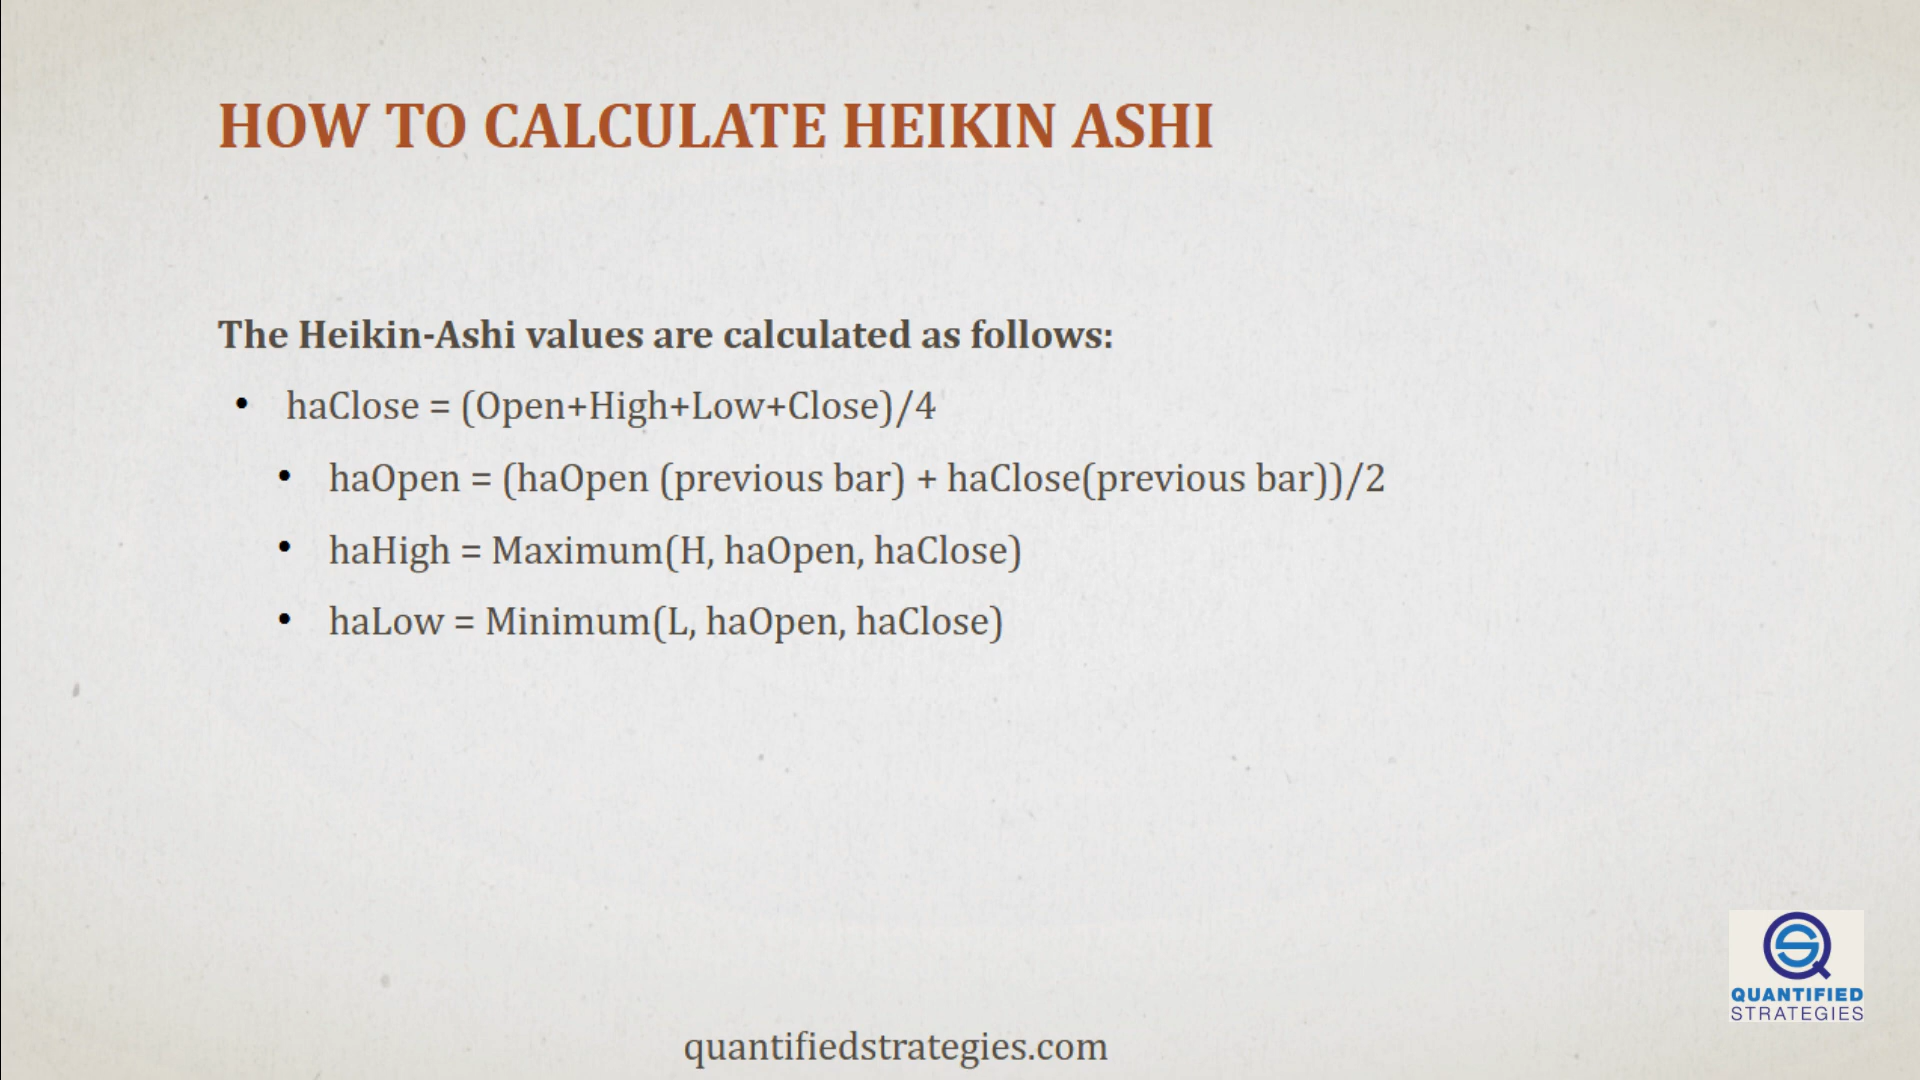 HOW TO CALCULATE HEIKIN ASHI
The Heikin-Ashi values are calculated as follows:
• haClose = (Open+High+Low+Close)/4
• haOpen = (haOpen (previous bar) + haClose(previous bar))/2
• haHigh = Maximum(H, haOpen, haClose)
• haLow = Minimum(L, haOpen, haClose)
QUANTIFIED
STRATEGIES
quantifiedstrategies.com